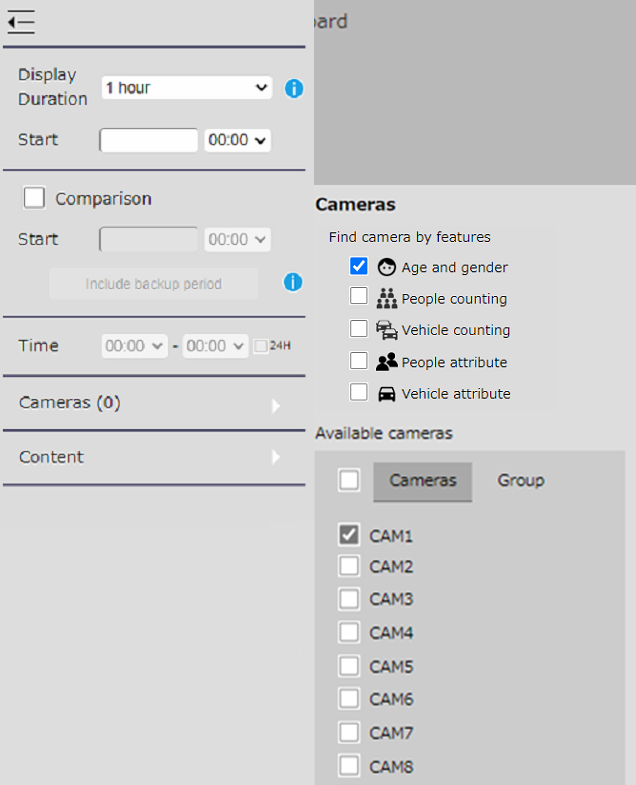 Display
Duration
1 hour
Start
00:00
Comparison
Start
00:00
Include backup period
Time
00:00
-
00:00
24H
Cameras (0)
Content
Cameras
Find camera by features
Age and gender
People counting
Vehicle counting
People attribute
Vehicle attribute
Available cameras
Cameras
Group
CAM1
CAM2
CAM3
CAM4
CAM5
CAM6
CAM7
CAM8